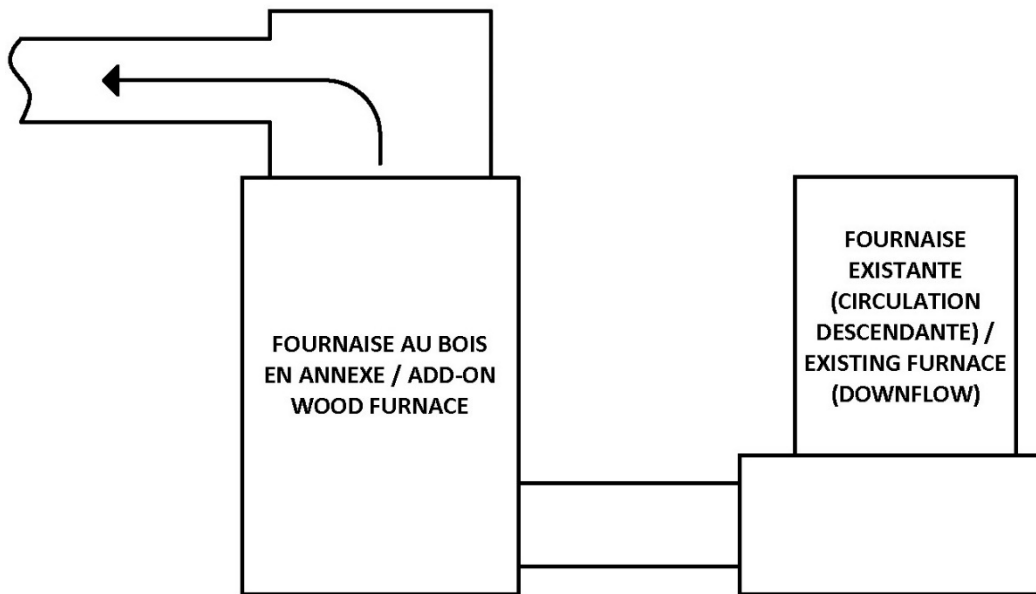 FOURNAISE AU BOIS
EN ANNEXE / ADD-ON
WOOD FURNACE
FOURNAISE
EXISTANTE
(CIRCULATION
DESCENDANTE) /
EXISTING FURNACE
(DOWNFLOW)